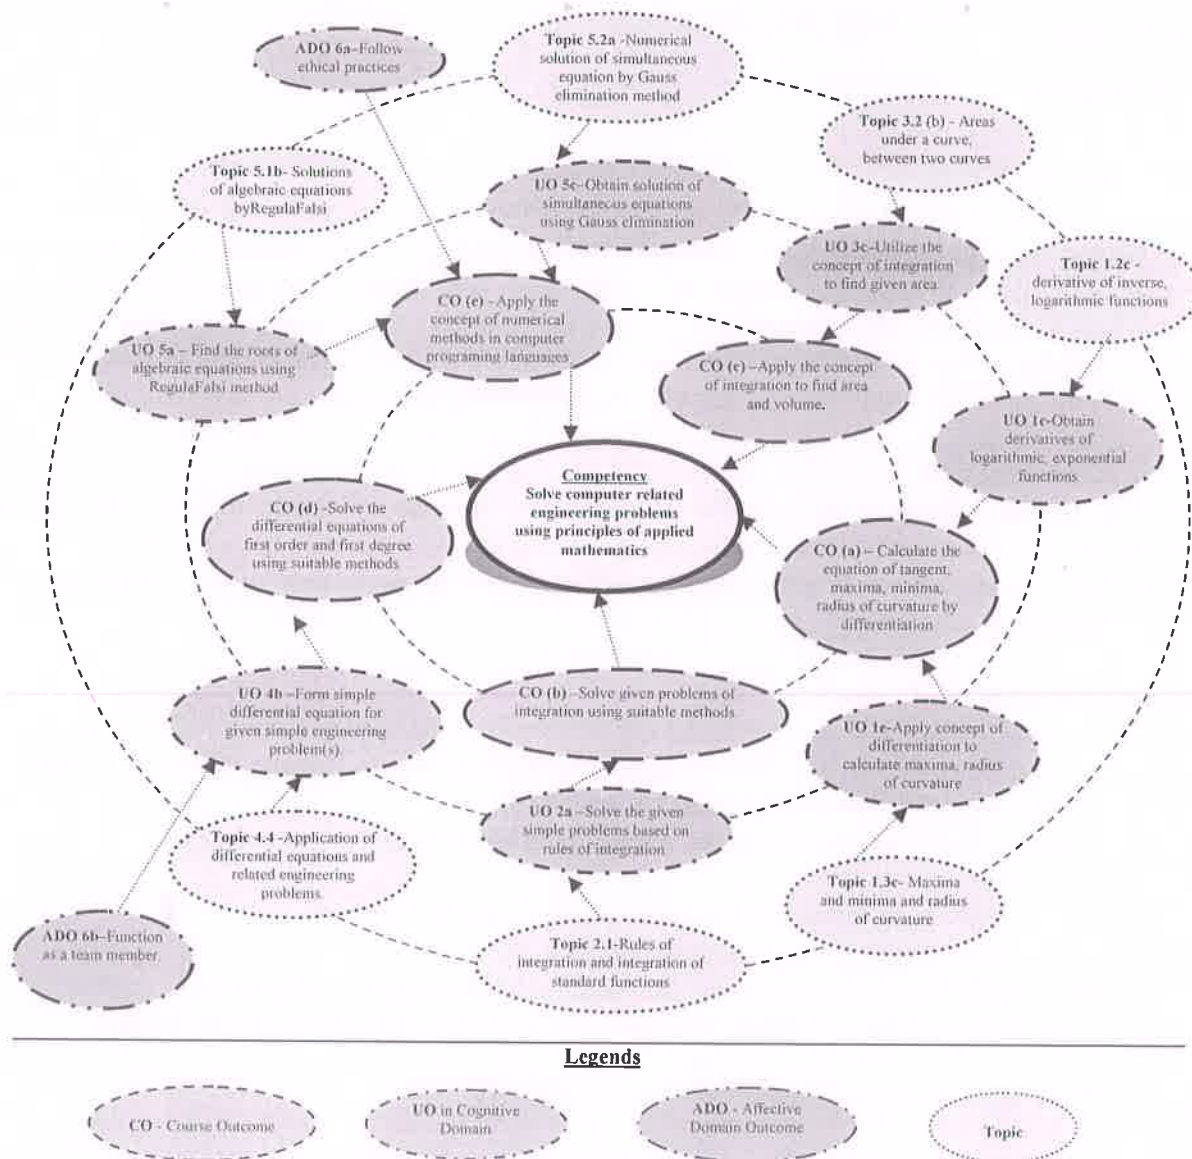 ADO 6a–Follow
ethical practices
Topic 5.2a -Numerical
solution of simultaneous
equation by Gauss
elimination method
Topic 3.2 (b) - Areas
under a curve,
between two curves
Topic 5.1b- Solutions
of algebraic equations
byRegulaFalsi
UO 5c–Obtain solution of
simultaneous equations
using Gauss elimination
UO 3c-Utilize the
concept of integration
to find given area.
Topic 1.2c -
derivative of inverse,
logarithmic functions
CO (e) - Apply the
concept of numerical
methods in computer
programing languages
UO 5a – Find the roots of
algebraic equations using
RegulaFalsi method
CO (c) –Apply the concept
of integration to find area
and volume.
UO 1c-Obtain
derivatives of
logarithmic, exponential
functions
Competency
Solve computer related
engineering problems
using principles of applied
mathematics
CO (d) -Solve the
differential equations of
first order and first degree
using suitable methods
CO (a) – Calculate the
equation of tangent,
maxima, minima,
radius of curvature by
differentiation
UO 4b –Form simple
differential equation for
given simple engineering
problem(s).
CO (b) –Solve given problems of
integration using suitable methods
UO 1e-Apply concept of
differentiation to
calculate maxima, radius
of curvature
UO 2a –Solve the given
simple problems based on
rules of integration
Topic 4.4 -Application of
differential equations and
related engineering
problems.
Topic 1.3c- Maxima
and minima and radius
of curvature
ADO 6b–Function
as a team member.
Topic 2.1-Rules of
integration and integration of
standard functions
Legends
CO - Course Outcome
UO in Cognitive
Domain
ADO - Affective
Domain Outcome
Topic